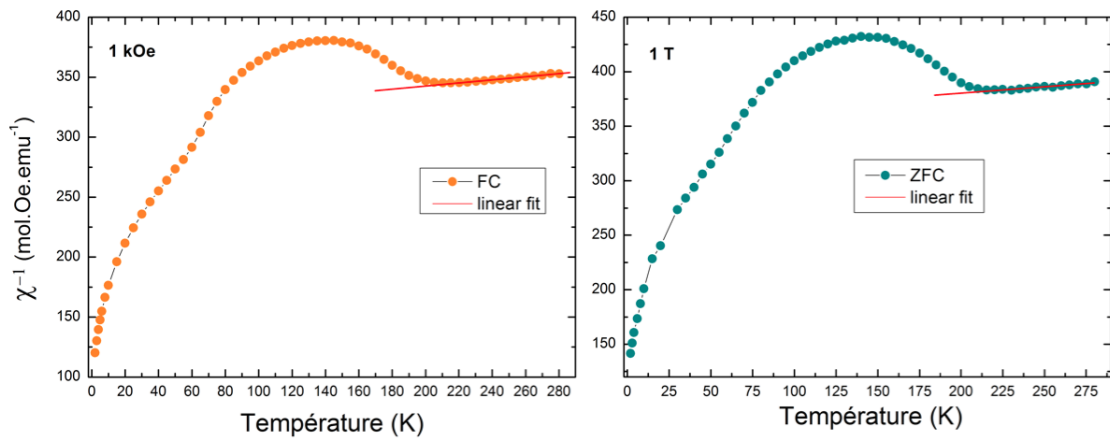 1 kOe
400
350
300
250
200
150
100
χ⁻¹ (mol.Oe.emu⁻¹)
FC
linear fit
0 20 40 60 80 100 120 140 160 180 200 220 240 260 280
Température (K)
1 T
450
400
350
300
250
200
150
ZFC
linear fit
0 25 50 75 100 125 150 175 200 225 250 275
Température (K)